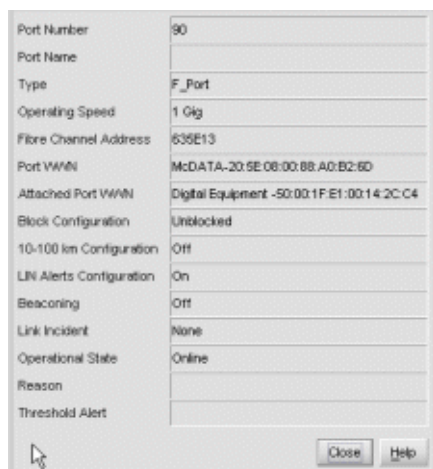 Port Number 90
Port Name
Type F_Port
Operating Speed 1 Gig
Fibre Channel Address 635E13
Port WWN McDATA-20:5E:08:00:88:A0:B2:6D
Attached Port WWN Digital Equipment -50:00:1F:E1:00:14:2C:C4
Block Configuration Unblocked
10-100 km Configuration Off
LIN Alerts Configuration On
Beaconing Off
Link Incident None
Operational State Online
Reason
Threshold Alert
Close Help